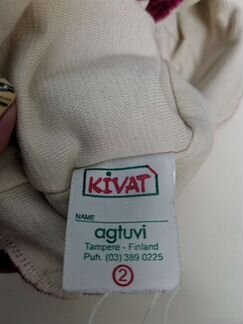 KIVAT
NAME
agtuvi
Tampere - Finland
Puh. (03) 389 0225
2